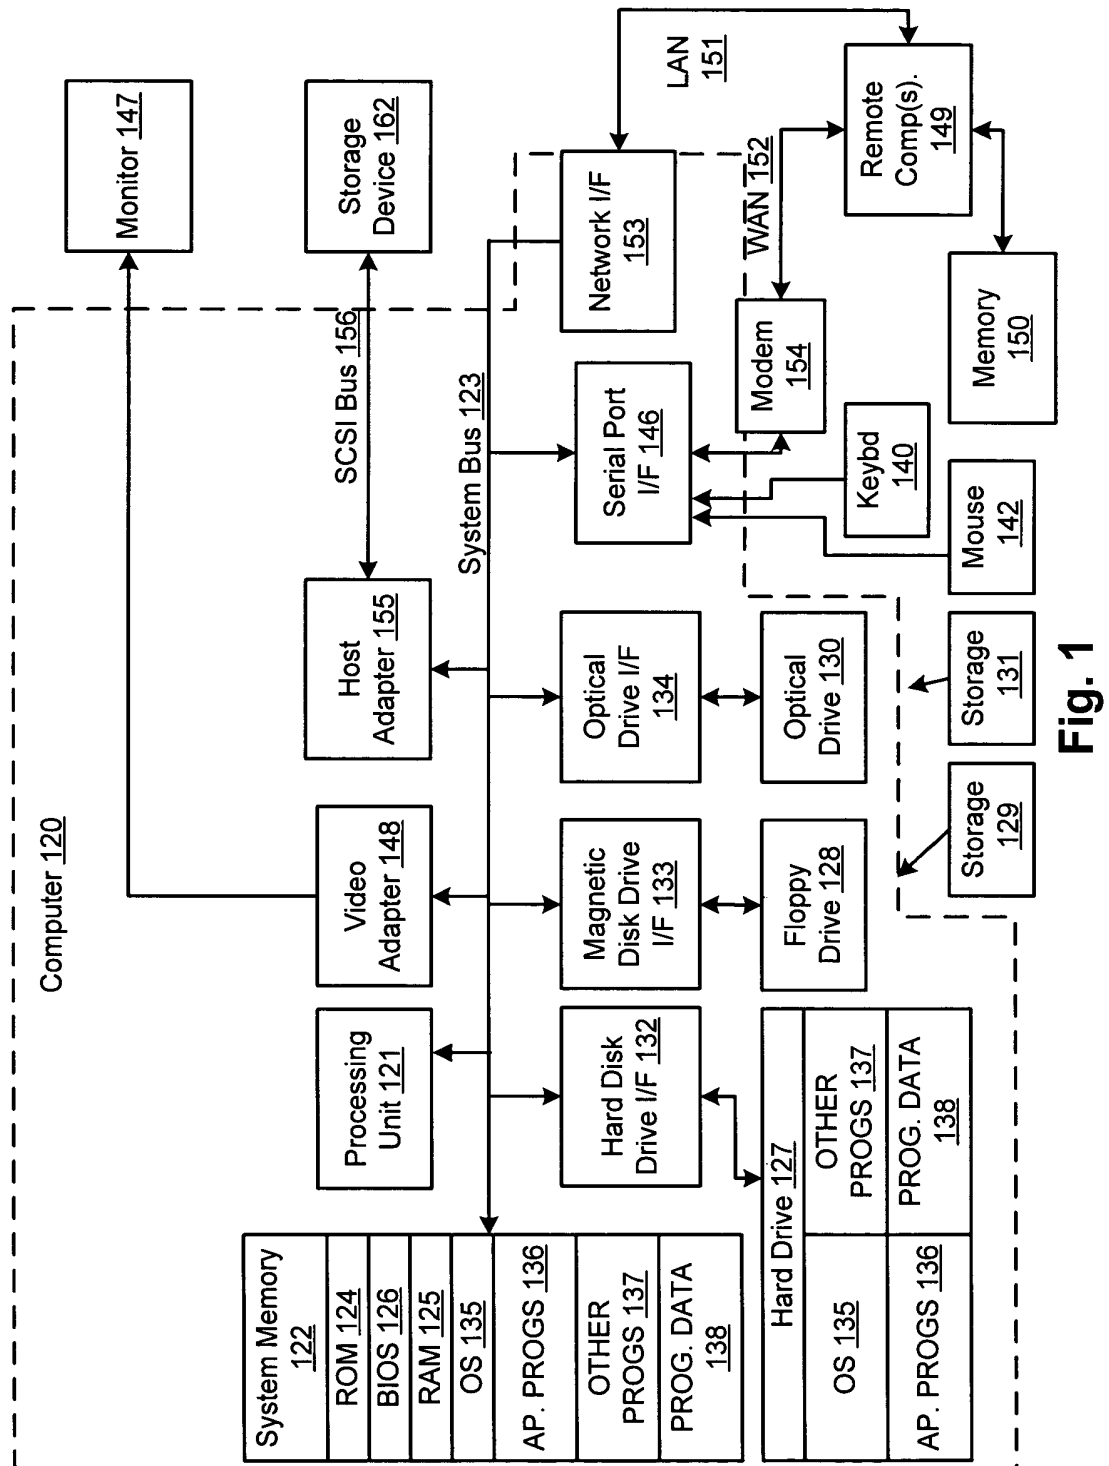 Computer 120
Monitor 147
Storage
Device 162
SCSI Bus 156
Host
Adapter 155
Video
Adapter 148
Processing
Unit 121
System Memory
122
ROM 124
BIOS 126
RAM 125
OS 135
AP. PROGS 136
OTHER
PROGS 137
PROG. DATA
138
System Bus 123
Hard Disk
Drive I/F 132
Magnetic
Disk Drive
I/F 133
Optical
Drive I/F
134
Serial Port
I/F 146
Network I/F
153
LAN
151
WAN 152
Modem
154
Remote
Comp(s).
149
Memory
150
Keybd
140
Mouse
142
Optical
Drive 130
Floppy
Drive 128
Hard Drive 127
OS 135
OTHER
PROGS 137
AP. PROGS 136
PROG. DATA
138
Storage
129
Storage
131
Fig. 1